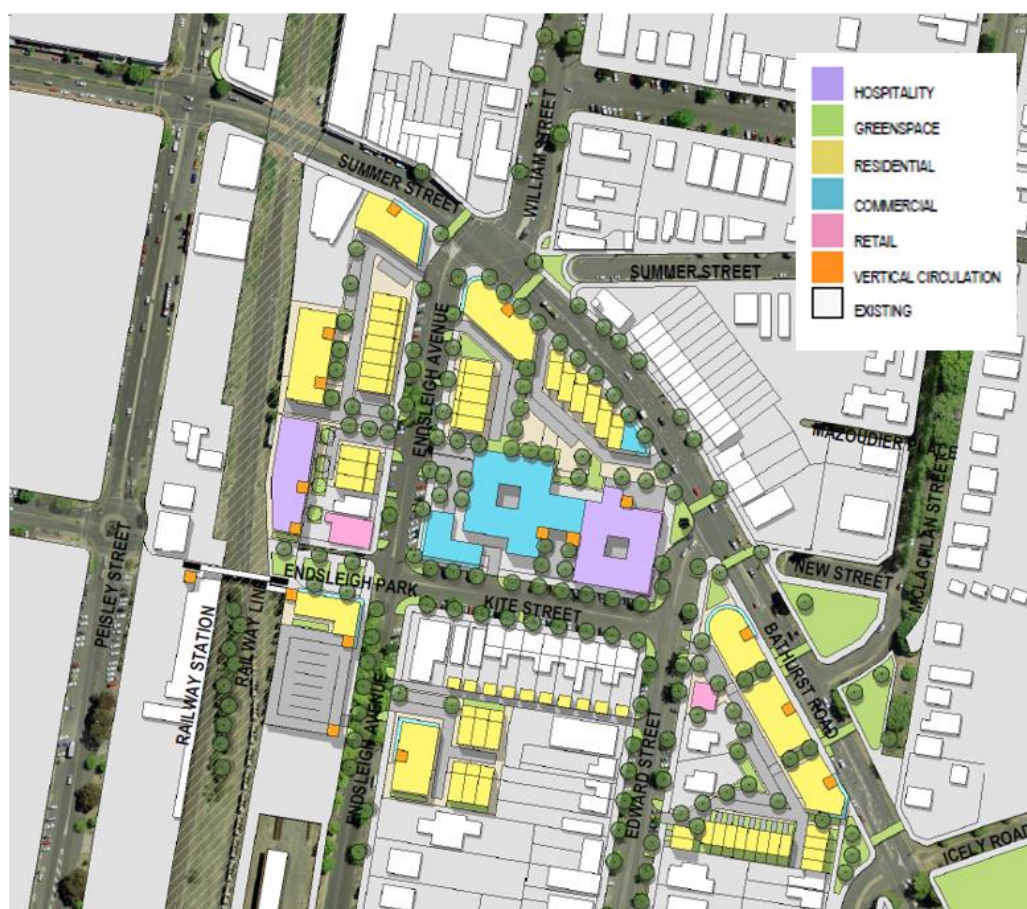 HOSPITALITY
GREENSPACE
RESIDENTIAL
COMMERCIAL
RETAIL
VERTICAL CIRCULATION
EXISTING
SUMMER STREET
WILLIAM STREET
SUMMER STREET
ENDSLEIGH AVENUE
MAZOUDIER PLACE
MCLACHLAN STREET
PEISLEY STREET
ENDSLEIGH PARK
KITE STREET
NEW STREET
RAILWAY STATION
RAILWAY LINE
BATHURST ROAD
ENDSLEIGH AVENUE
EDWARD STREET
ICELY ROAD